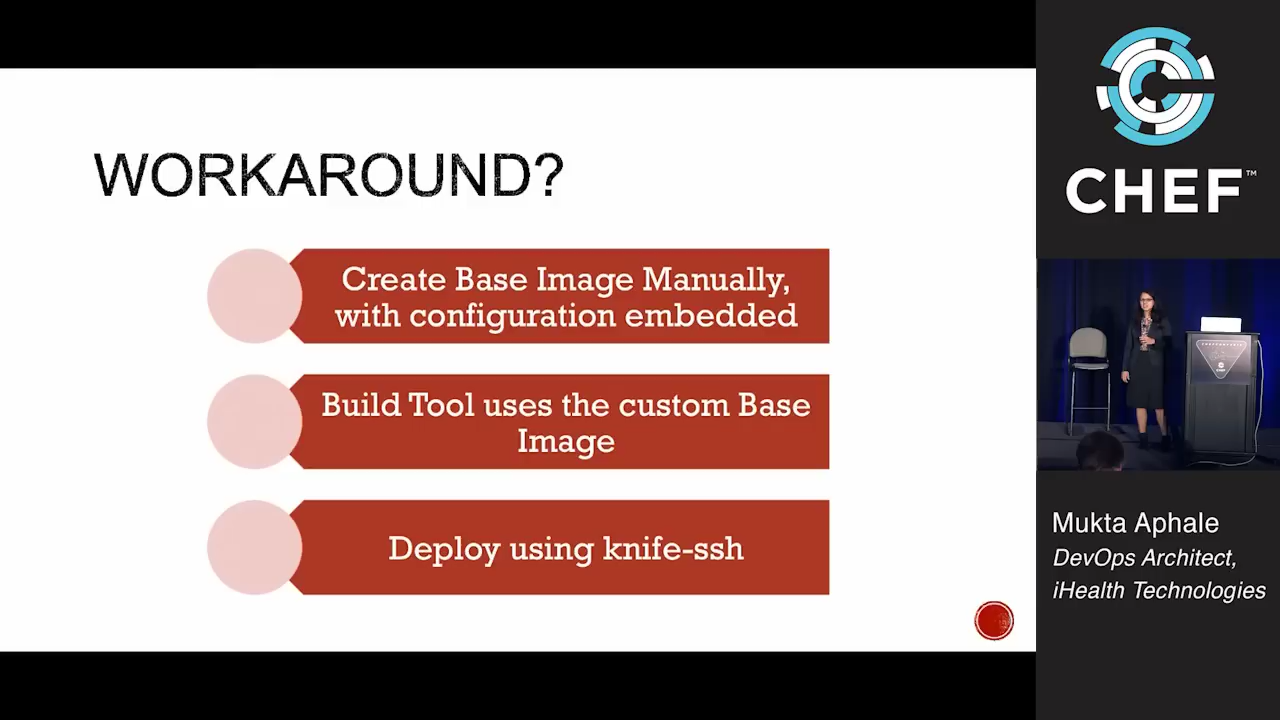 WORKAROUND?
Create Base Image Manually,
with configuration embedded
Build Tool uses the custom Base
Image
Deploy using knife-ssh
CHEF™
CHEF
Mukta Aphale
DevOps Architect,
iHealth Technologies